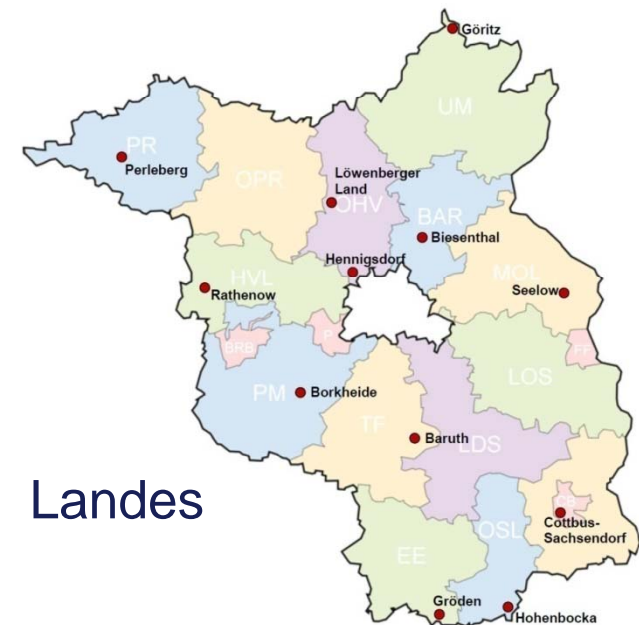 Göritz
UM
PR
Perleberg
OPR
Löwenberger
Land
OHV
BAR
Biesenthal
Hennigsdorf
HVL
Rathenow
MOL
Seelow
BRB
P
FF
LOS
PM
Borkheide
TF
Baruth
LDS
Landes
CB
Cottbus-
Sachsendorf
OSL
EE
Gröden
Hohenbocka